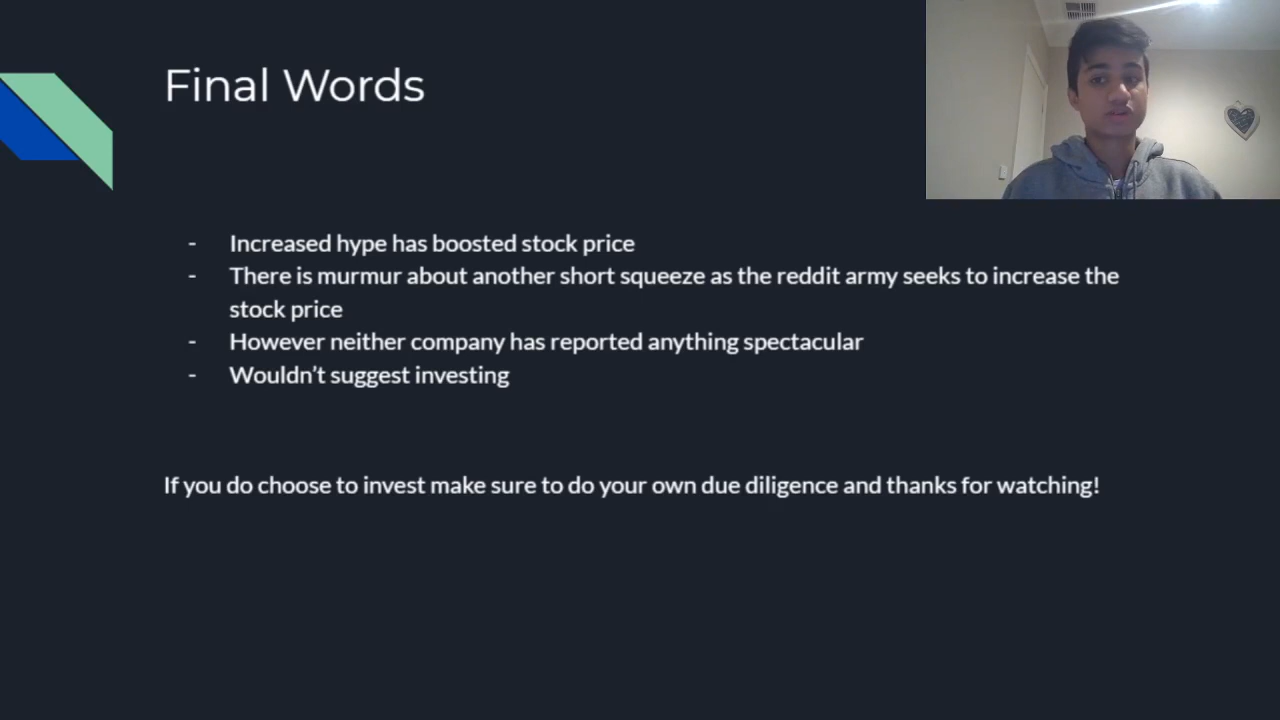 Final Words
- Increased hype has boosted stock price
- There is murmur about another short squeeze as the reddit army seeks to increase the
stock price
- However neither company has reported anything spectacular
- Wouldn't suggest investing
If you do choose to invest make sure to do your own due diligence and thanks for watching!